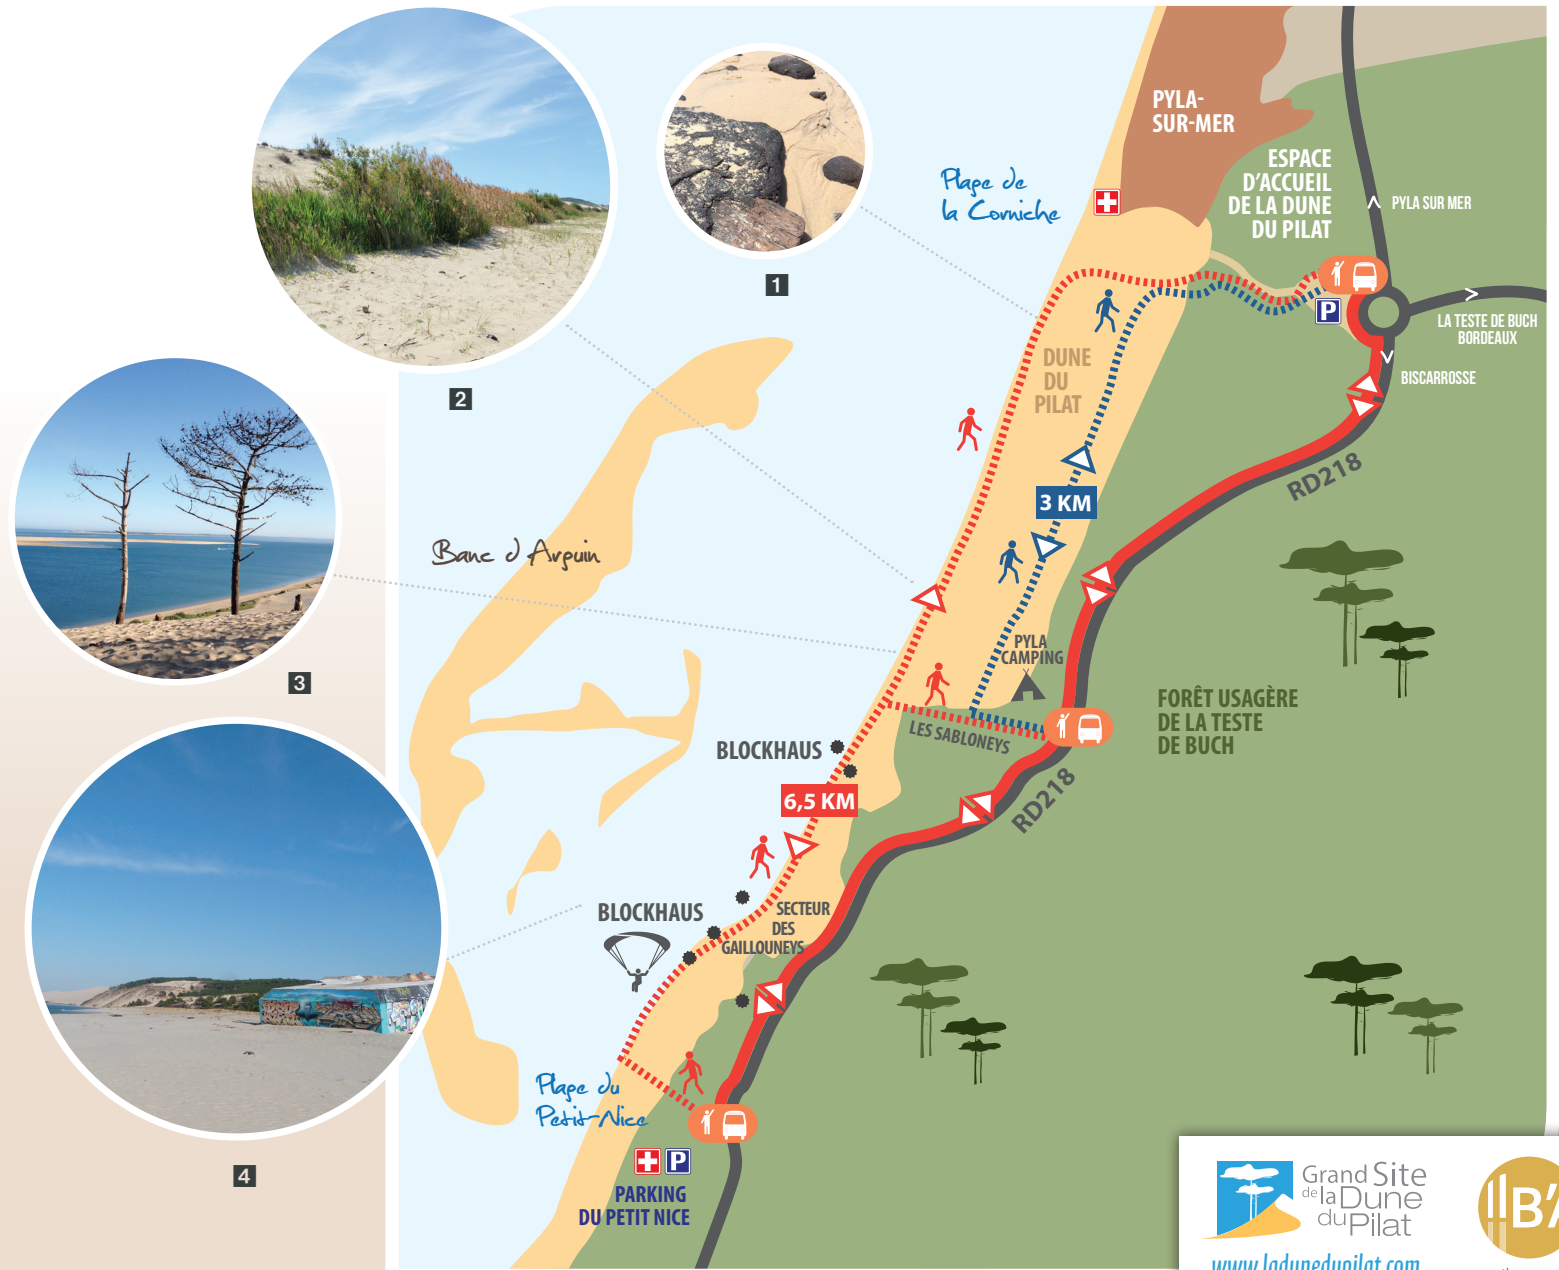 PYLA-
SUR-MER
ESPACE
D'ACCUEIL
DE LA DUNE
DU PILAT
PYLA SUR MER
Plage de
la Corniche
1
P
LA TESTE DE BUCH
BORDEAUX
BISCARROSSE
DUNE
DU
PILAT
2
RD218
3 KM
Banc d'Arguin
PYLA
CAMPING
3
FORÊT USAGÈRE
DE LA TESTE
DE BUCH
LES SABLONEYS
BLOCKHAUS
RD218
6,5 KM
BLOCKHAUS
SECTEUR
DES
GAILLOUNEYS
Plage du
Petit-Nice
P
PARKING
DU PETIT NICE
4
Grand Site
de la Dune
du Pilat
www.ladunedupilat.com
B'A